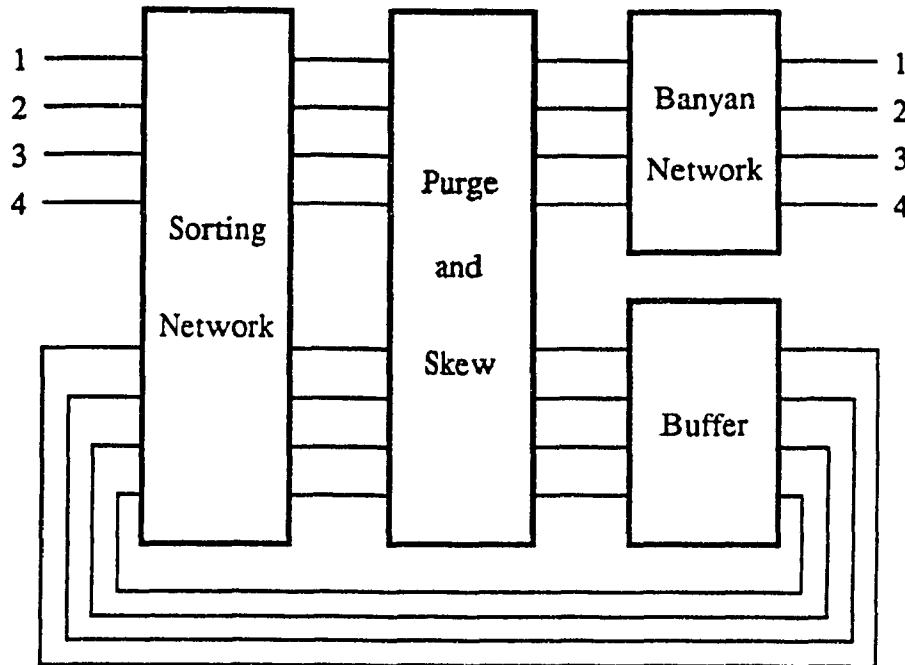 1
2
3
4
Sorting
Network
Purge
and
Skew
Banyan
Network
1
2
3
4
Buffer